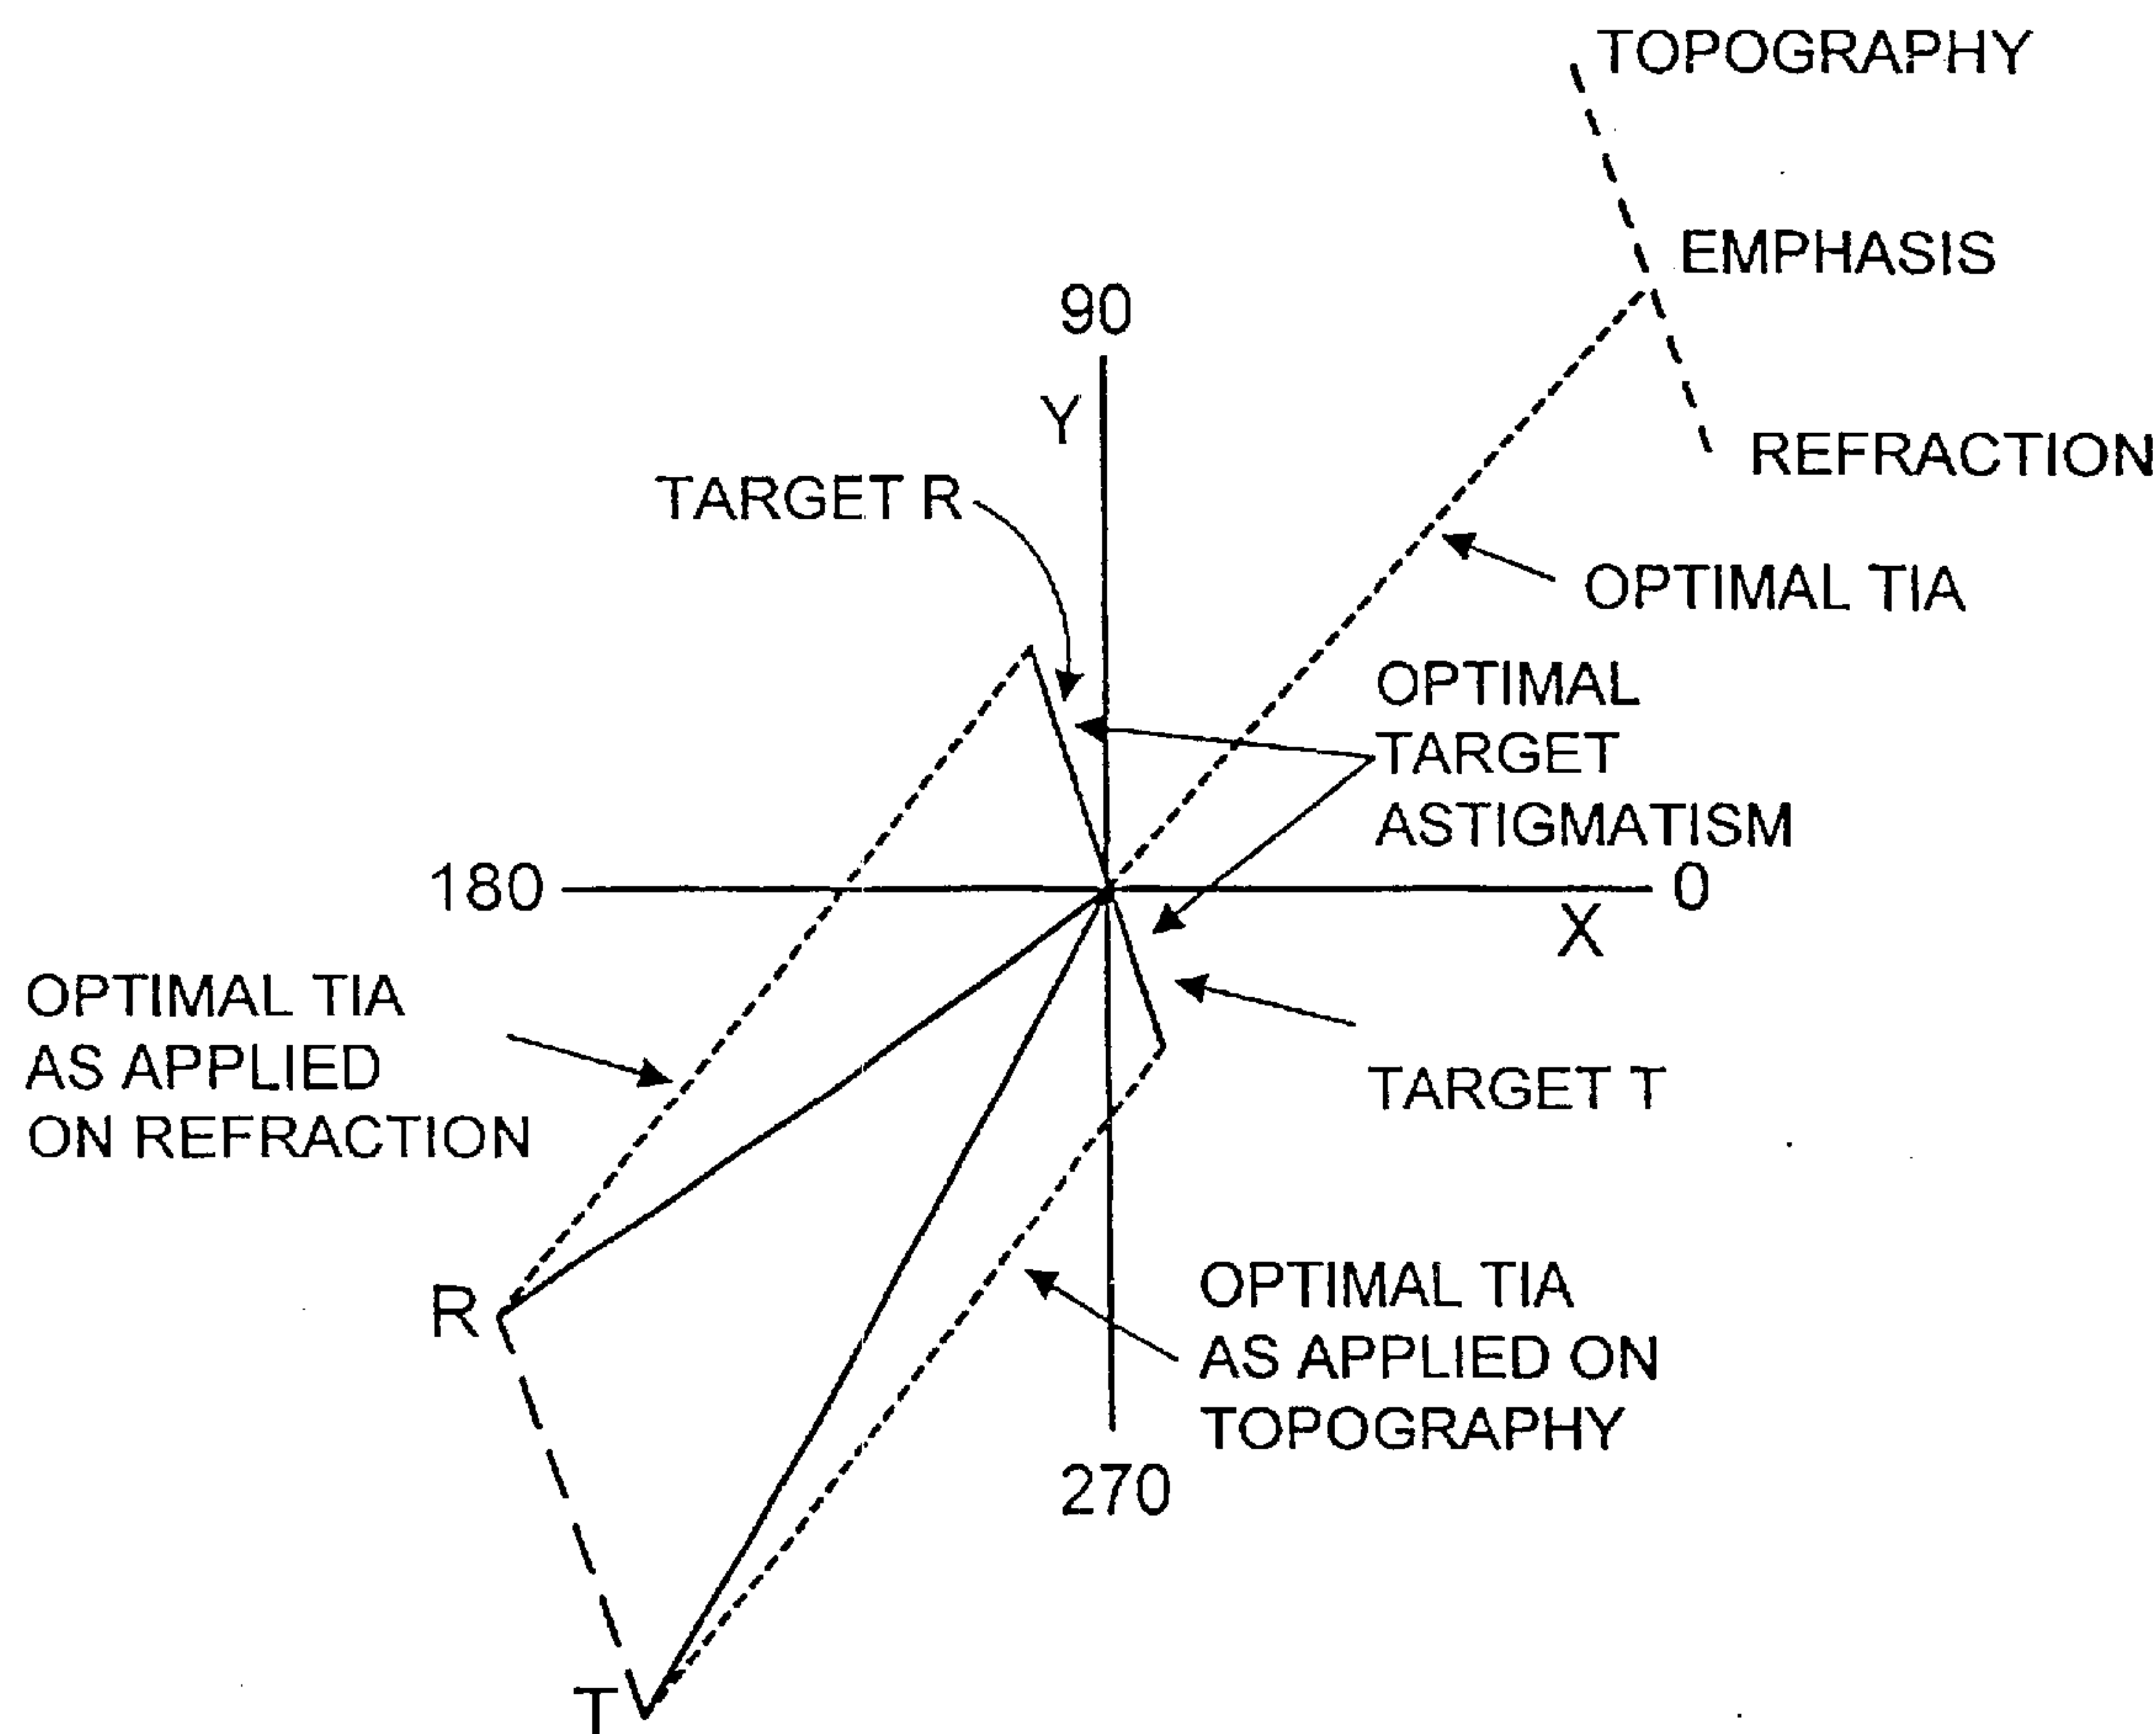 TOPOGRAPHY
EMPHASIS
90
Y
REFRACTION
TARGET R
OPTIMAL TIA
OPTIMAL
TARGET
ASTIGMATISM
180
0
X
OPTIMAL TIA
AS APPLIED
ON REFRACTION
TARGET T
R
OPTIMAL TIA
AS APPLIED ON
TOPOGRAPHY
270
T